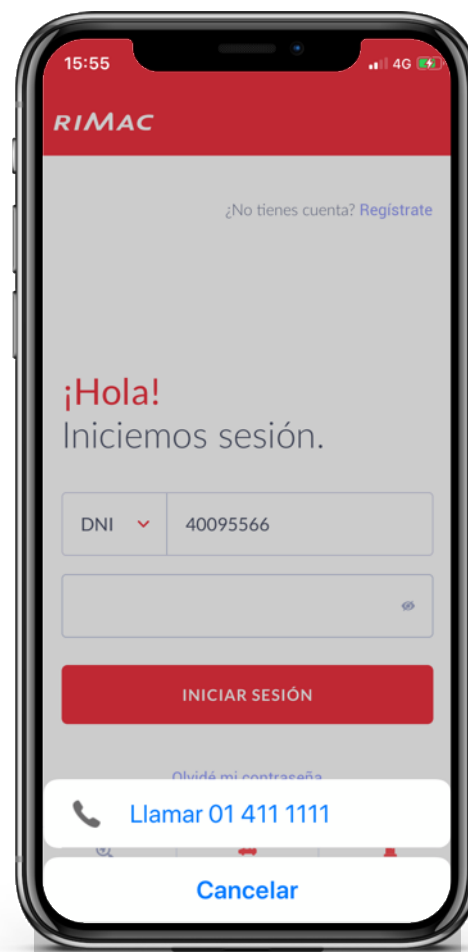 15:55
4G
RIMAC
¿No tienes cuenta? Regístrate
¡Hola!
Iniciemos sesión.
DNI 40095566
INICIAR SESIÓN
Olvidé mi contraseña
Llamar 01 411 1111
Cancelar